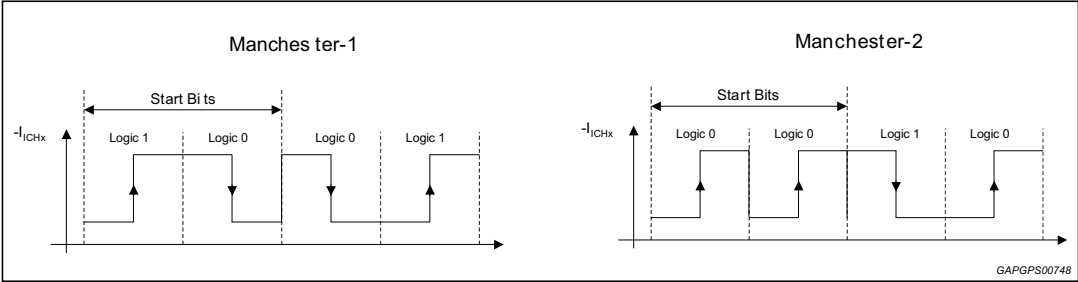 Manches ter-1
Start Bi ts
-IICHx
Logic 1
Logic 0
Logic 0
Logic 1
Manchester-2
Start Bits
-IICHx
Logic 0
Logic 0
Logic 1
Logic 0
GAPGPS00748